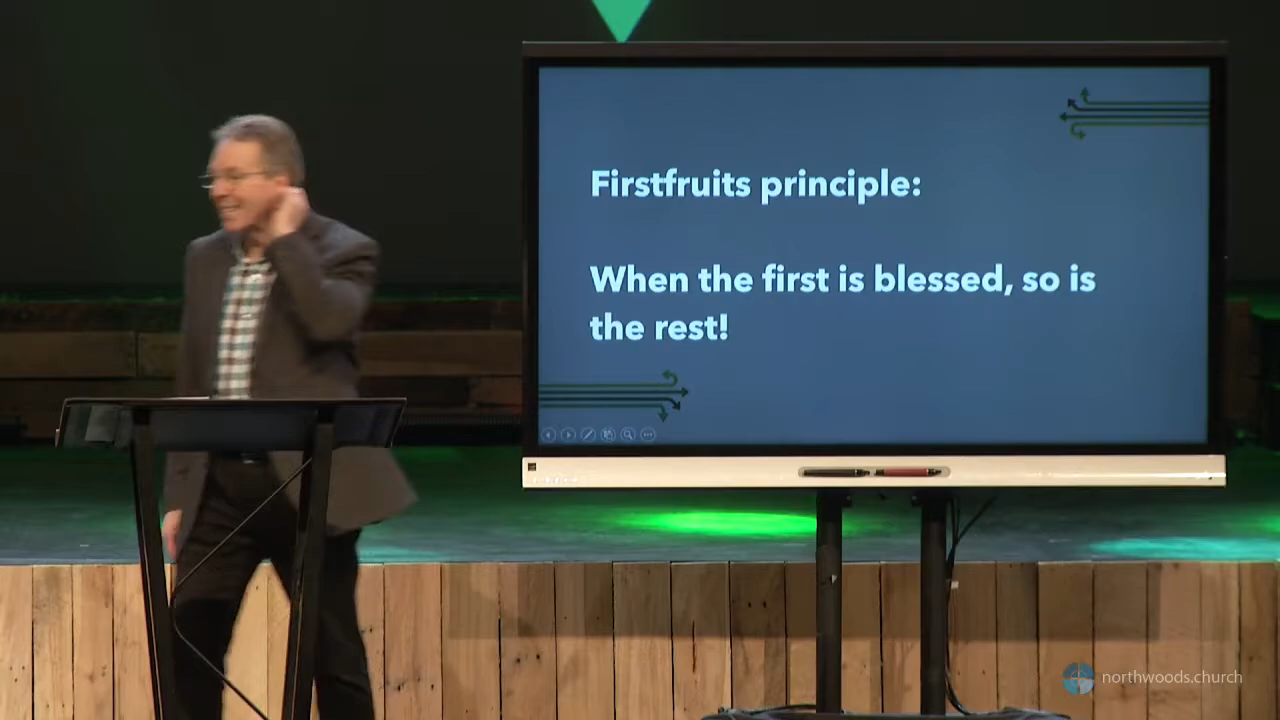 Firstfruits principle:
When the first is blessed, so is
the rest!
northwoods.church